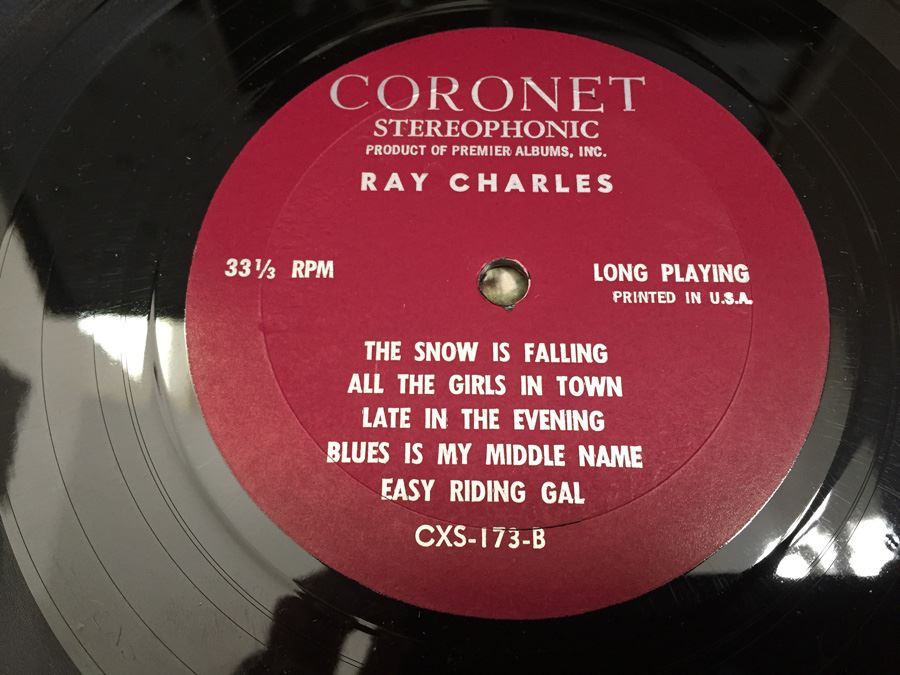 CORONET
STEREOPHONIC
PRODUCT OF PREMIER ALBUMS, INC.
RAY CHARLES
33 1/3 RPM
LONG PLAYING
PRINTED IN U.S.A.
THE SNOW IS FALLING
ALL THE GIRLS IN TOWN
LATE IN THE EVENING
BLUES IS MY MIDDLE NAME
EASY RIDING GAL
CXS-173-B